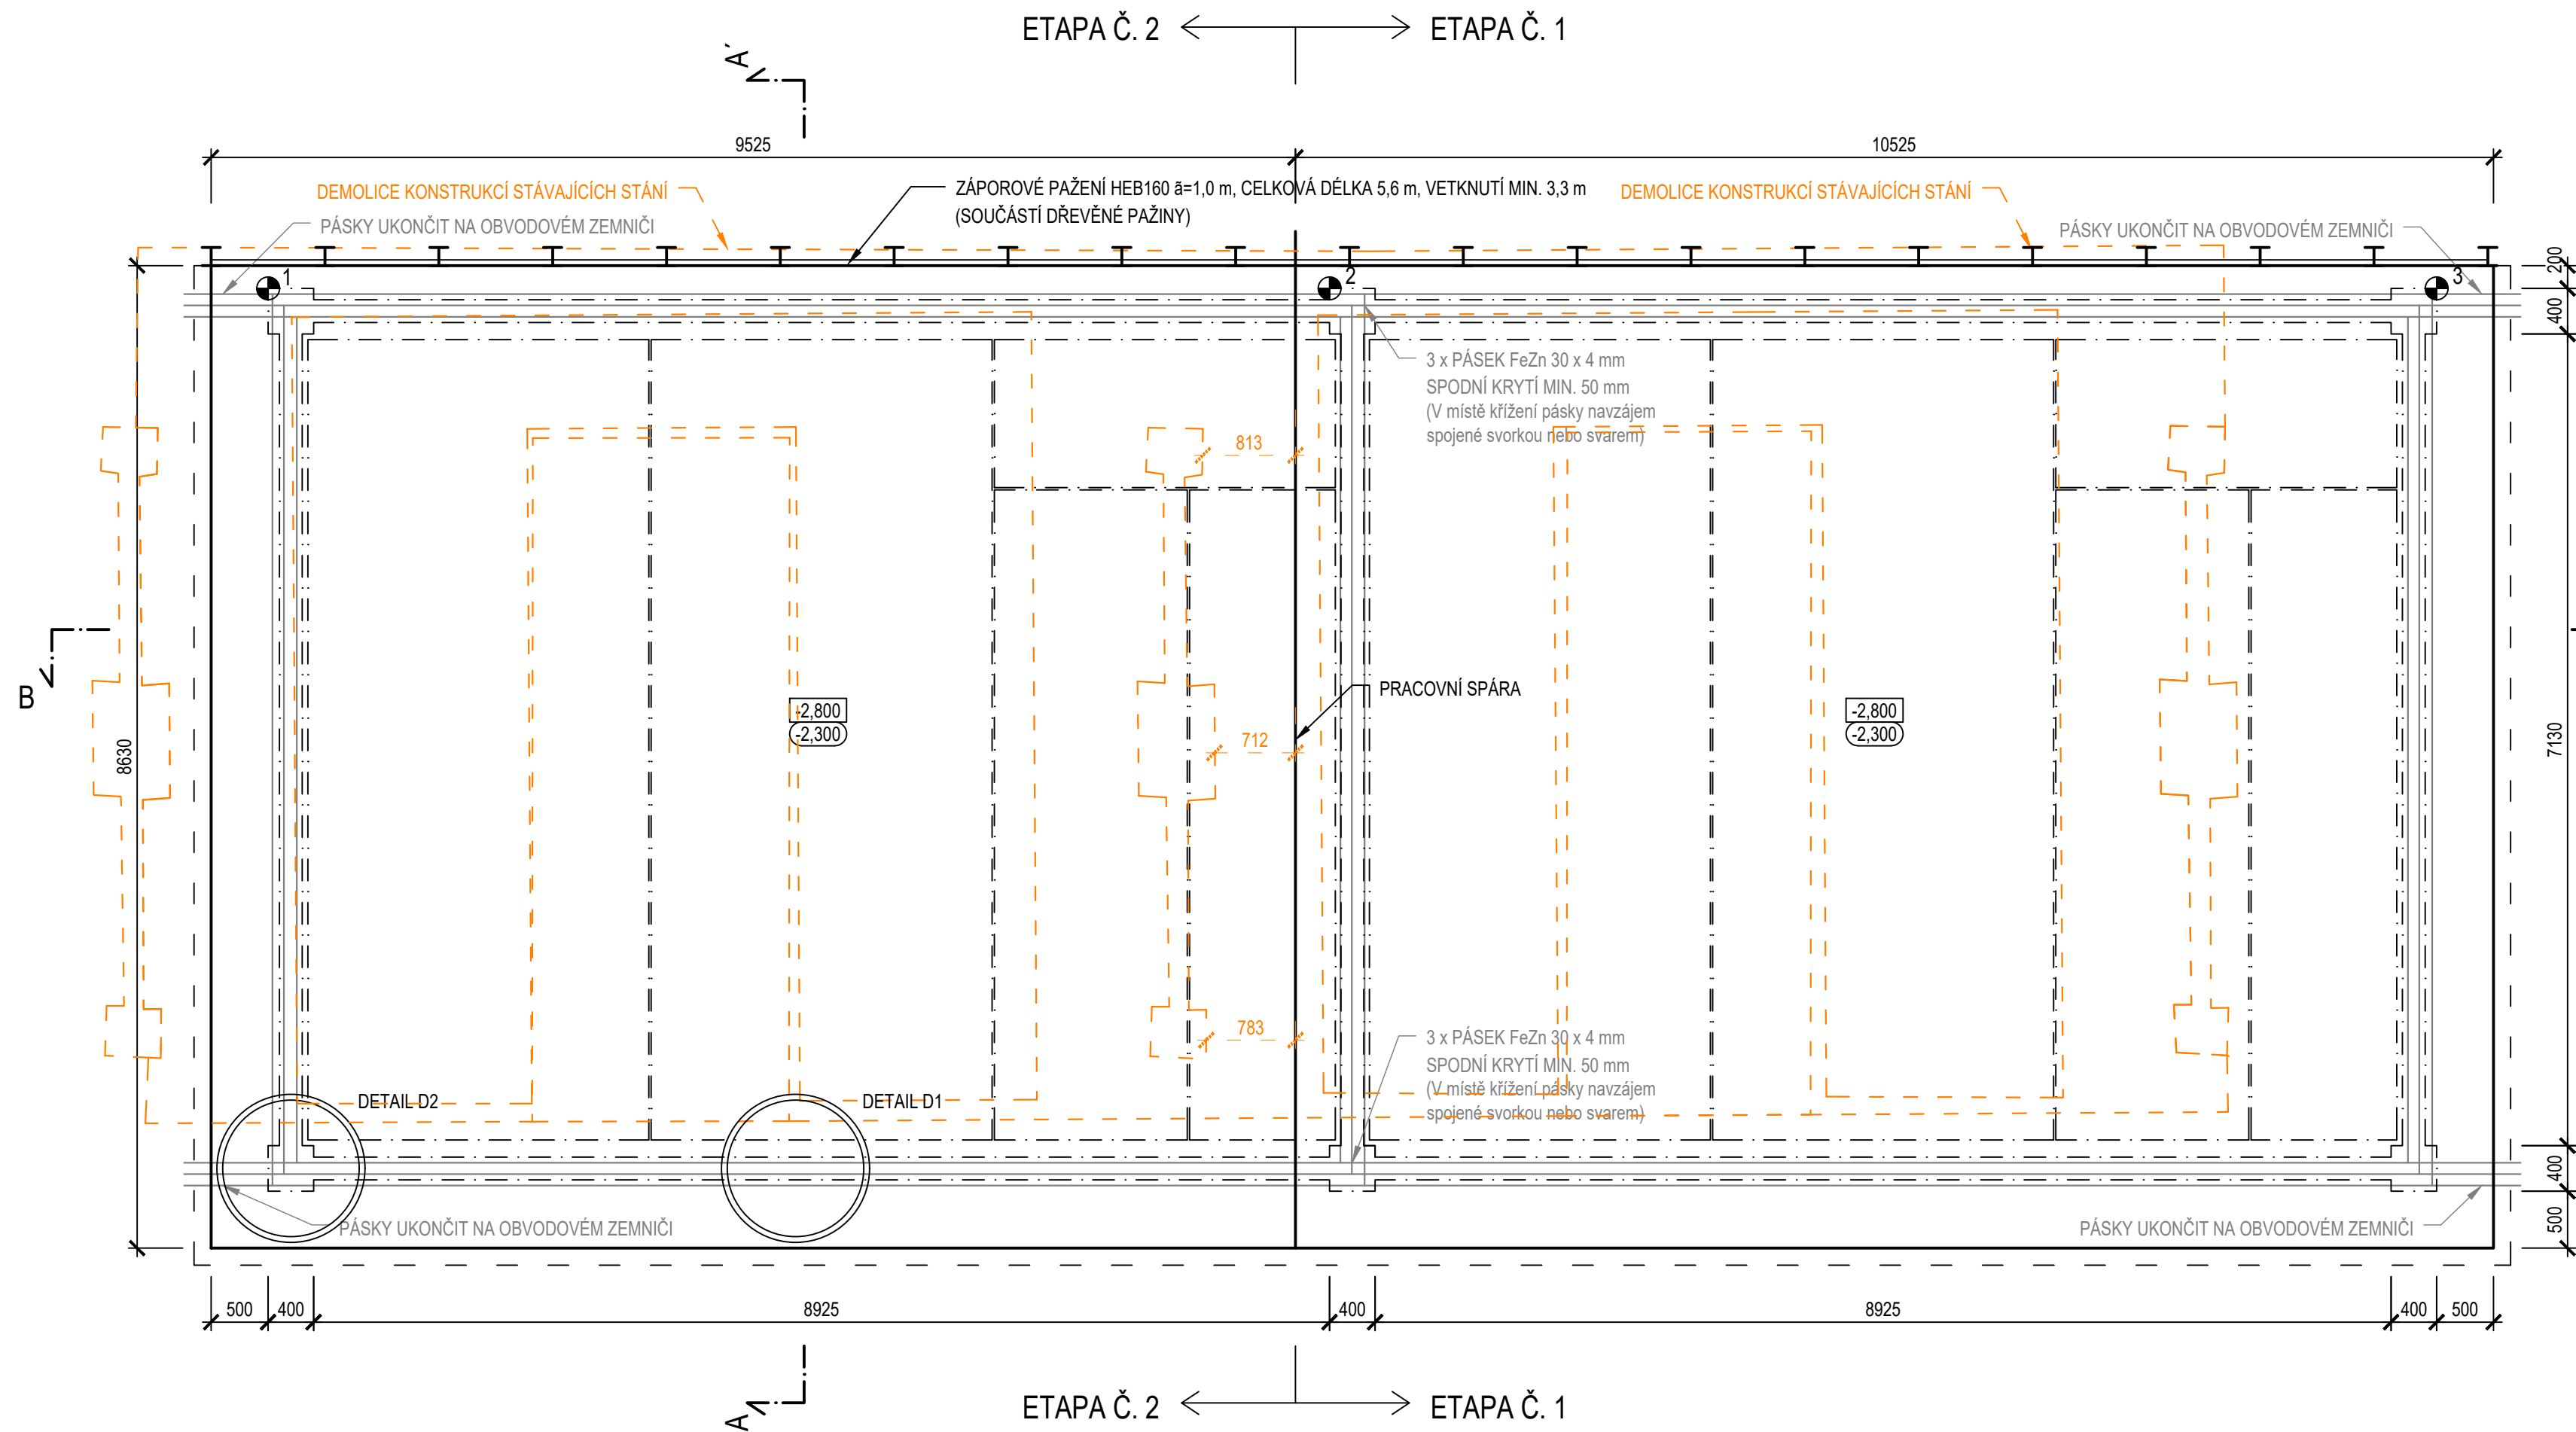 ETAPA Č. 2
ETAPA Č. 1
A'
9525
10525
DEMOLICE KONSTRUKCÍ STÁVAJÍCÍCH STÁNÍ
ZÁPOROVÉ PAŽENÍ HEB160 ã=1,0 m, CELKOVÁ DÉLKA 5,6 m, VETKNUTÍ MIN. 3,3 m
(SOUČÁSTÍ DŘEVĚNÉ PAŽINY)
DEMOLICE KONSTRUKCÍ STÁVAJÍCÍCH STÁNÍ
PÁSKY UKONČIT NA OBVODOVÉM ZEMNIČI
PÁSKY UKONČIT NA OBVODOVÉM ZEMNIČI
200
1
2
3
400
3 x PÁSEK FeZn 30 x 4 mm
SPODNÍ KRYTÍ MIN. 50 mm
(V místě křížení pásky navzájem
spojené svorkou nebo svarem)
813
B
PRACOVNÍ SPÁRA
-2,800
-2,300
-2,800
-2,300
712
8630
7130
783
3 x PÁSEK FeZn 30 x 4 mm
SPODNÍ KRYTÍ MIN. 50 mm
(V místě křížení pásky navzájem
spojené svorkou nebo svarem)
DETAIL D2
DETAIL D1
400
500
PÁSKY UKONČIT NA OBVODOVÉM ZEMNIČI
PÁSKY UKONČIT NA OBVODOVÉM ZEMNIČI
500
400
8925
400
8925
400
500
A
ETAPA Č. 2
ETAPA Č. 1